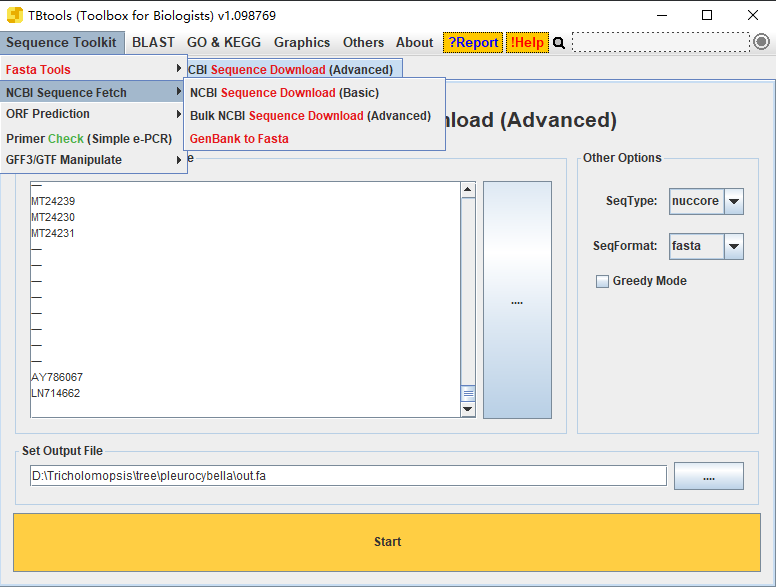 TBtools (Toolbox for Biologists) v1.098769
Sequence Toolkit BLAST GO & KEGG Graphics Others About ?Report !Help
Fasta Tools
NCBI Sequence Fetch
ORF Prediction
Primer Check (Simple e-PCR)
GFF3/GTF Manipulate
CBI Sequence Download (Advanced)
NCBI Sequence Download (Basic)
Bulk NCBI Sequence Download (Advanced)
GenBank to Fasta
nload (Advanced)
e
—
MT24239
MT24230
MT24231
—
—
—
—
—
—
—
—
AY786067
LN714662
....
Other Options
SeqType: nuccore
SeqFormat: fasta
Greedy Mode
Set Output File
D:\Tricholomopsis\tree\pleurocybella\out.fa
....
Start